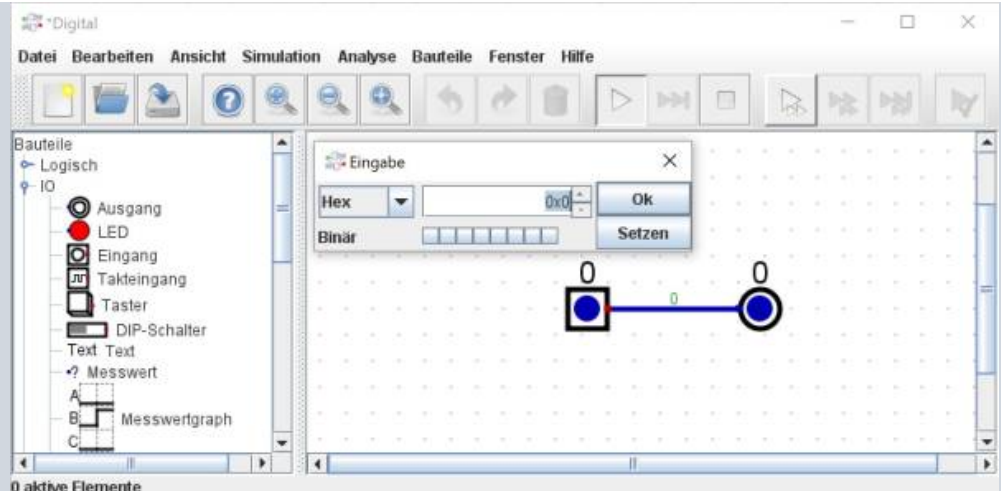 *Digital
Datei Bearbeiten Ansicht Simulation Analyse Bauteile Fenster Hilfe
Bauteile
Logisch
IO
Ausgang
LED
Eingang
Takteingang
Taster
DIP-Schalter
Text Text
Messwert
A
B Messwertgraph
C
Eingabe
Hex 0x0 Ok
Binär Setzen
0 0
0
0 aktive Elemente